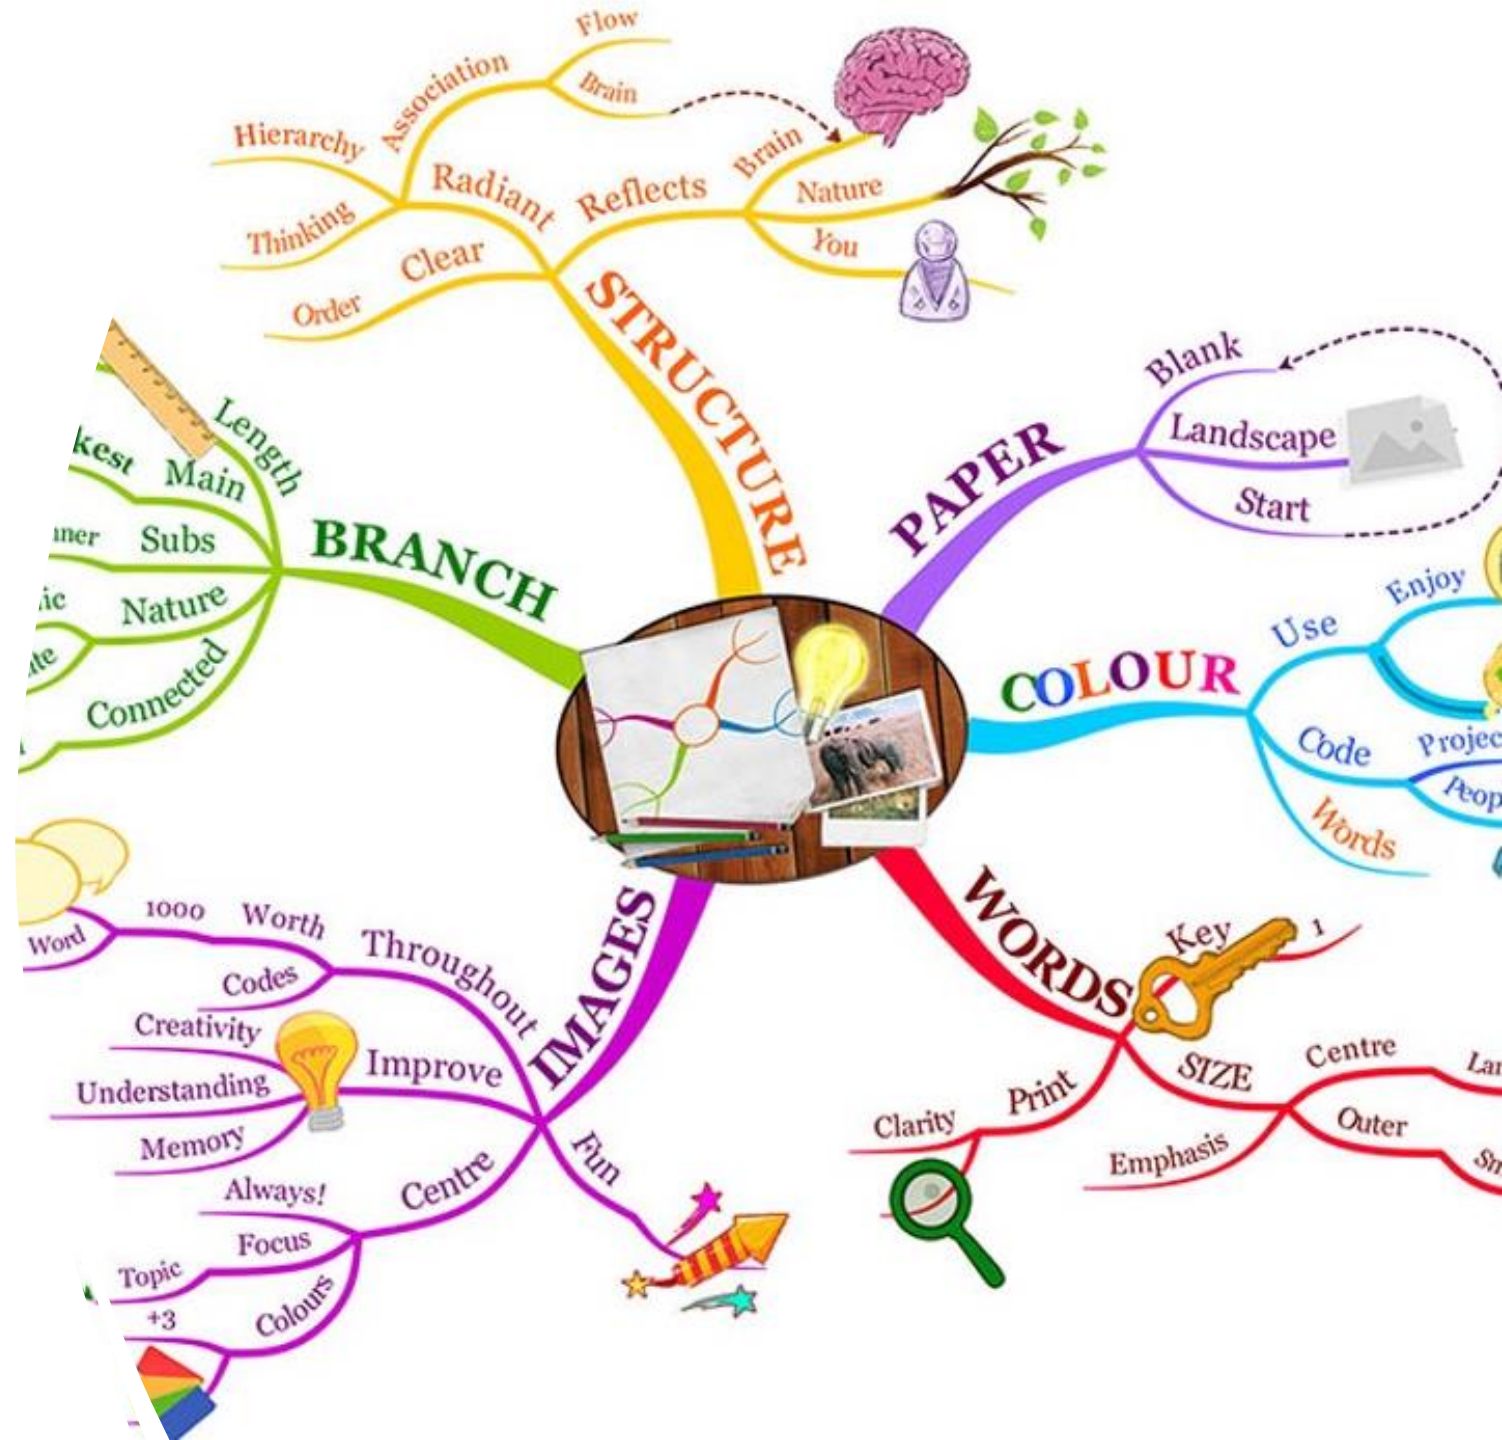 Flow
Brain
Association
Hierarchy
Thinking
Radiant
Clear
Order
Reflects
Brain
Nature
You
STRUCTURE
PAPER
Blank
Landscape
Start
COLOUR
Use
Enjoy
Code
Words
WORDS
Key
1
SIZE
Centre
Outer
Emphasis
Print
Clarity
IMAGES
Throughout
Worth
1000
Word
Codes
Improve
Creativity
Understanding
Memory
Centre
Always!
Focus
Topic
Colours
+3
Fun
BRANCH
Length
Main
Subs
Nature
Connected